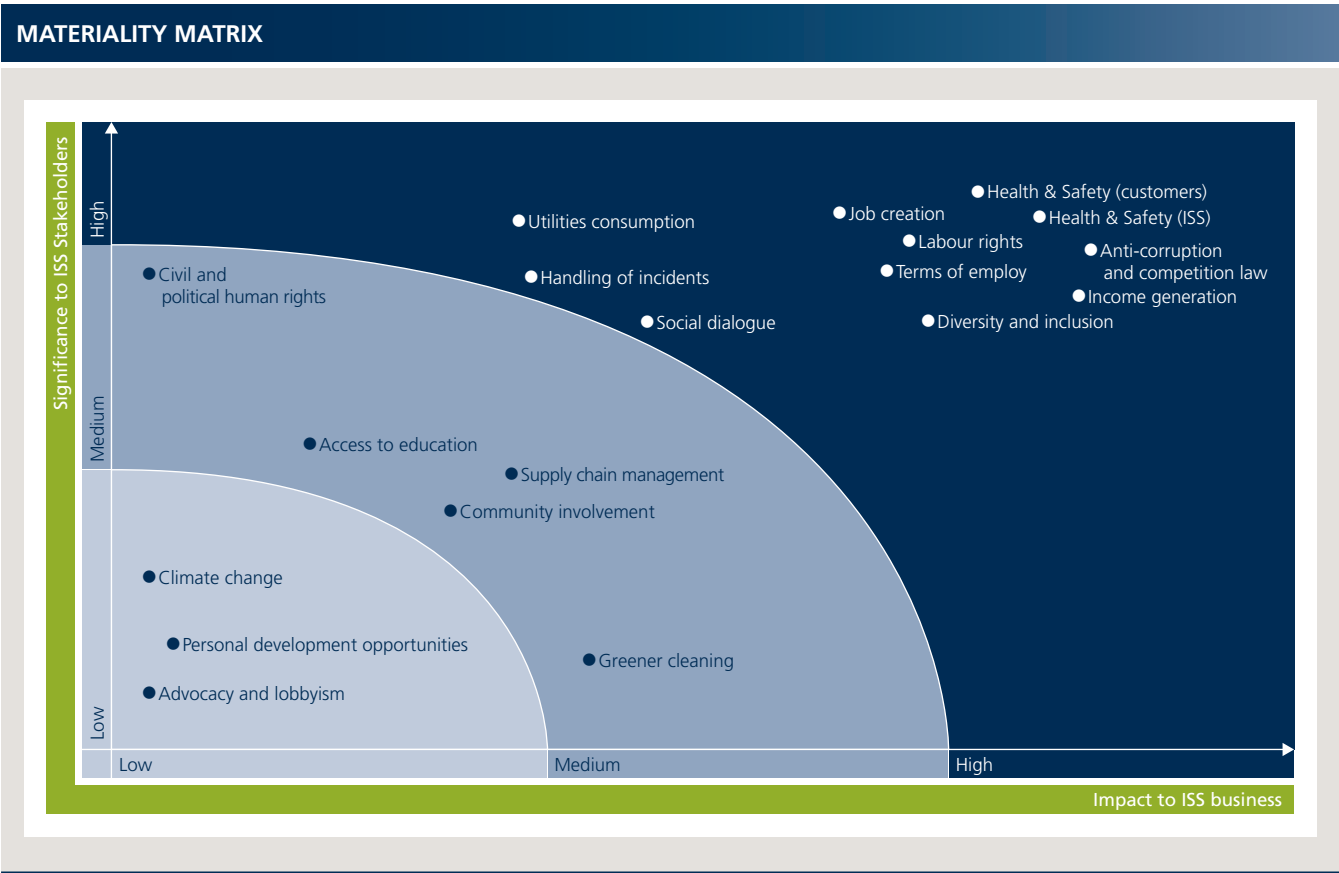 MATERIALITY MATRIX
Significance to ISS Stakeholders
High
Medium
Low
Health & Safety (customers)
Job creation
Health & Safety (ISS)
Utilities consumption
Labour rights
Anti-corruption
and competition law
Terms of employ
Handling of incidents
Income generation
Social dialogue
Diversity and inclusion
Civil and
political human rights
Access to education
Supply chain management
Community involvement
Climate change
Personal development opportunities
Greener cleaning
Advocacy and lobbyism
Low
Medium
High
Impact to ISS business